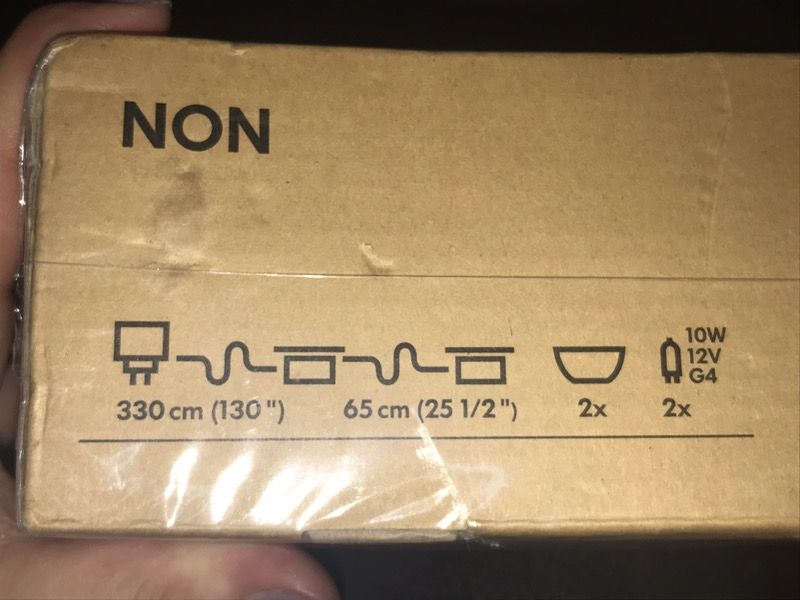 NON
10W
12V
G4
330 cm (130") 65 cm (25 1/2") 2x 2x